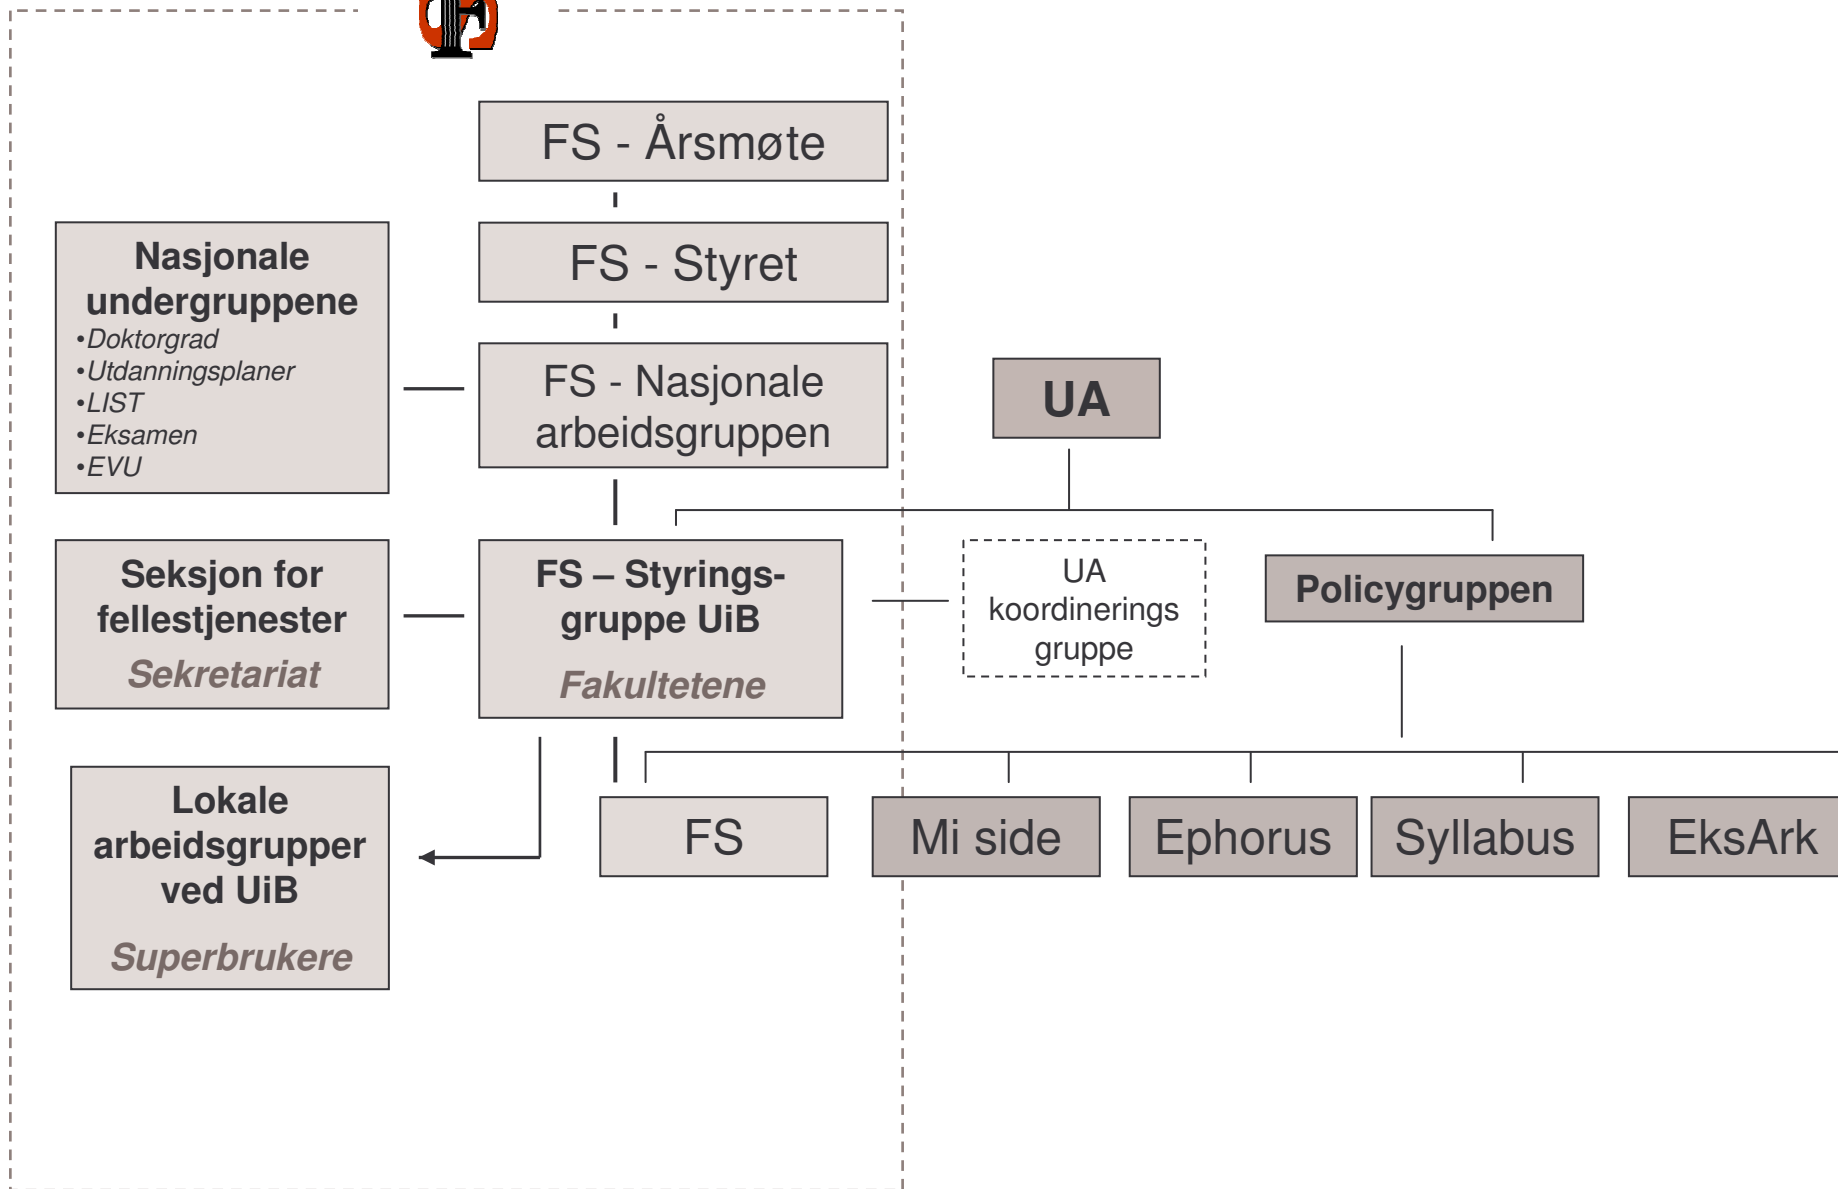 FS - Årsmøte
FS - Styret
Nasjonale
undergruppene
•Doktorgrad
•Utdanningsplaner
•LIST
•Eksamen
•EVU
FS - Nasjonale
arbeidsgruppen
UA
Seksjon for
fellestjenester
Sekretariat
FS – Styrings-
gruppe UiB
Fakultetene
UA
koordinerings
gruppe
Policygruppen
Lokale
arbeidsgrupper
ved UiB
Superbrukere
FS
Mi side
Ephorus
Syllabus
EksArk